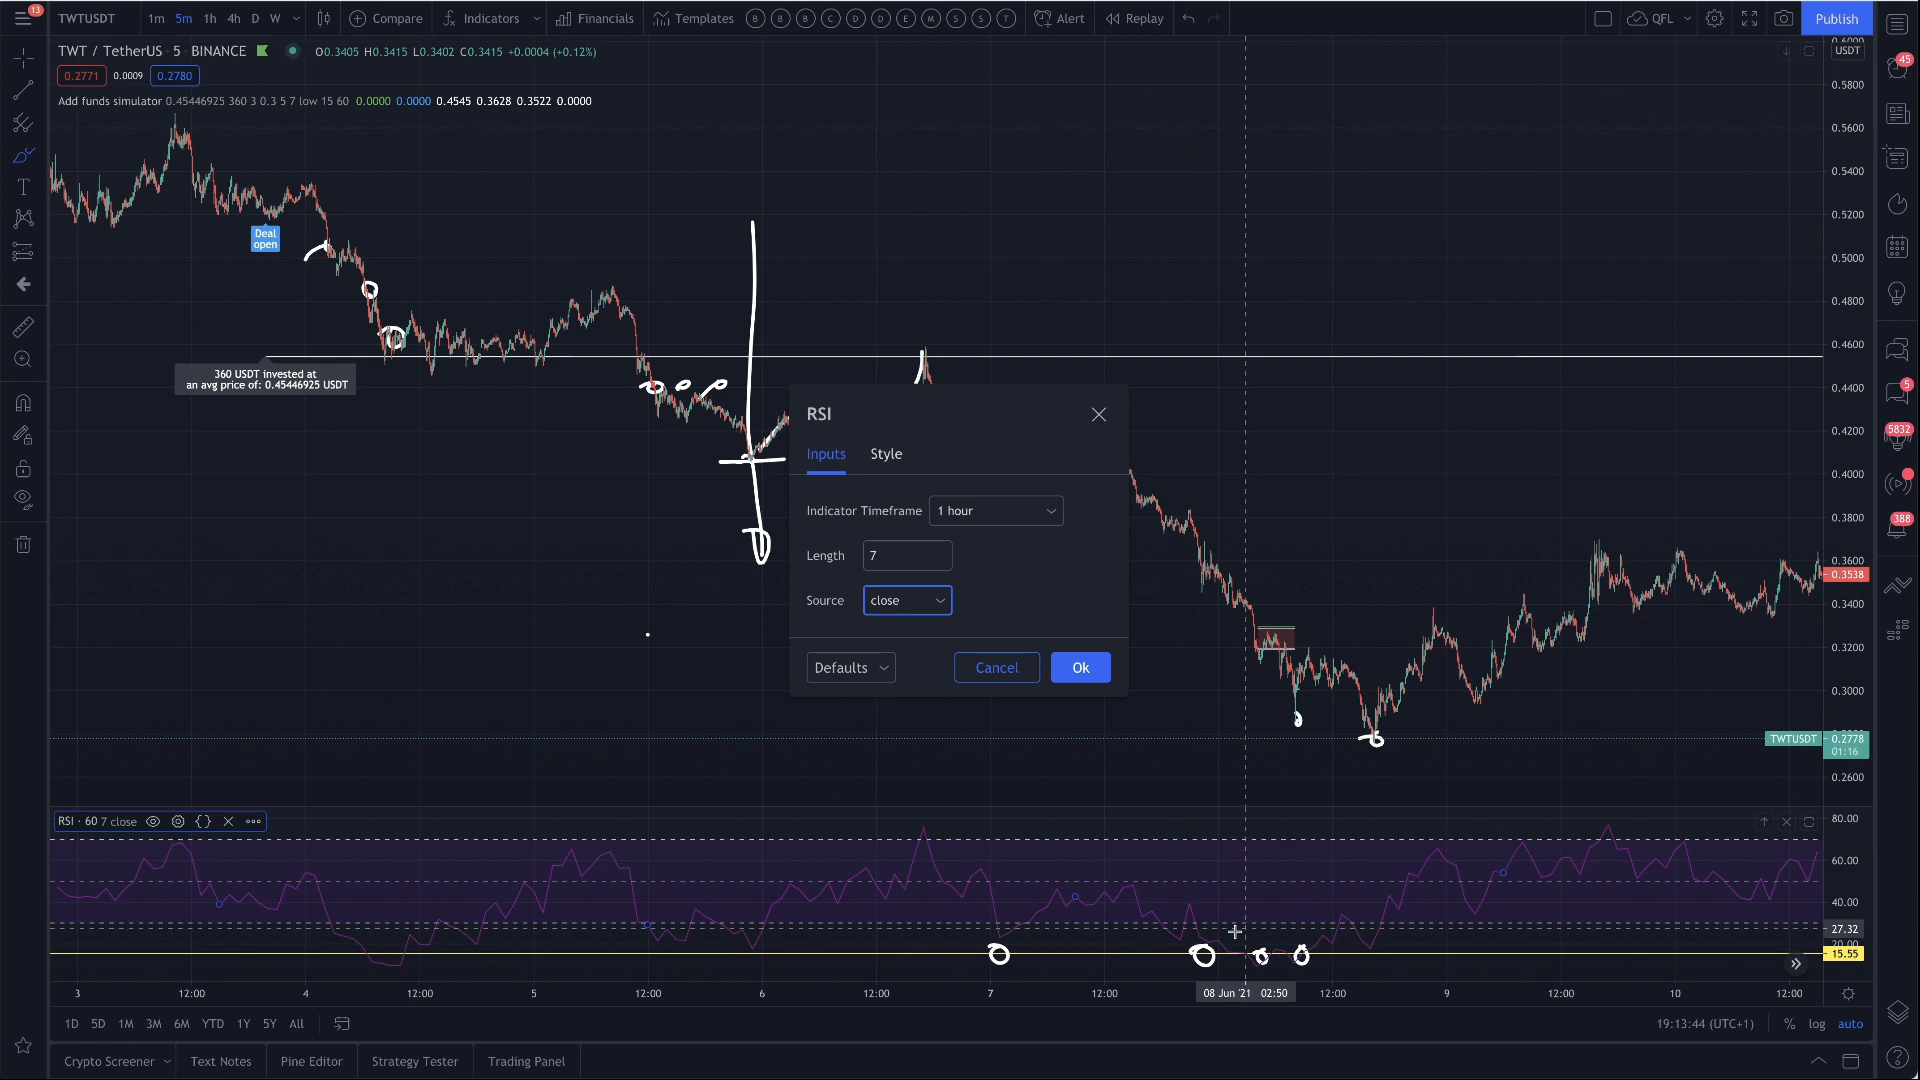 13
TWTUSDT 1m 5m 1h 4h D W Compare Indicators Financials Templates B B B C D D E M S S T Alert Replay QFL Publish
TWT / TetherUS · 5 · BINANCE O0.3405 H0.3415 L0.3402 C0.3415 +0.0004 (+0.12%)
0.2771 0.0009 0.2780
Add funds simulator 0.45446925 360 3 0.3 5 7 low 15 60 0.0000 0.0000 0.4545 0.3628 0.3522 0.0000
USDT
0.5800
0.5600
0.5400
0.5200
0.5000
0.4800
0.4600
0.4400
0.4200
0.4000
0.3800
0.3600
0.3538
0.3400
0.3200
0.3000
TWTUSDT 0.2778
01:16
0.2600
45
5
5832
388
Deal
open
360 USDT invested at
an avg price of: 0.45446925 USDT
RSI
Inputs Style
Indicator Timeframe 1 hour
Length 7
Source close
Defaults Cancel Ok
RSI · 60 7 close
80.00
60.00
40.00
27.32
20.00
15.55
3 12:00 4 12:00 5 12:00 6 12:00 7 12:00 08 Jun '21 02:50 12:00 9 12:00 10 12:00
1D 5D 1M 3M 6M YTD 1Y 5Y All 19:13:44 (UTC+1) % log auto
Crypto Screener Text Notes Pine Editor Strategy Tester Trading Panel